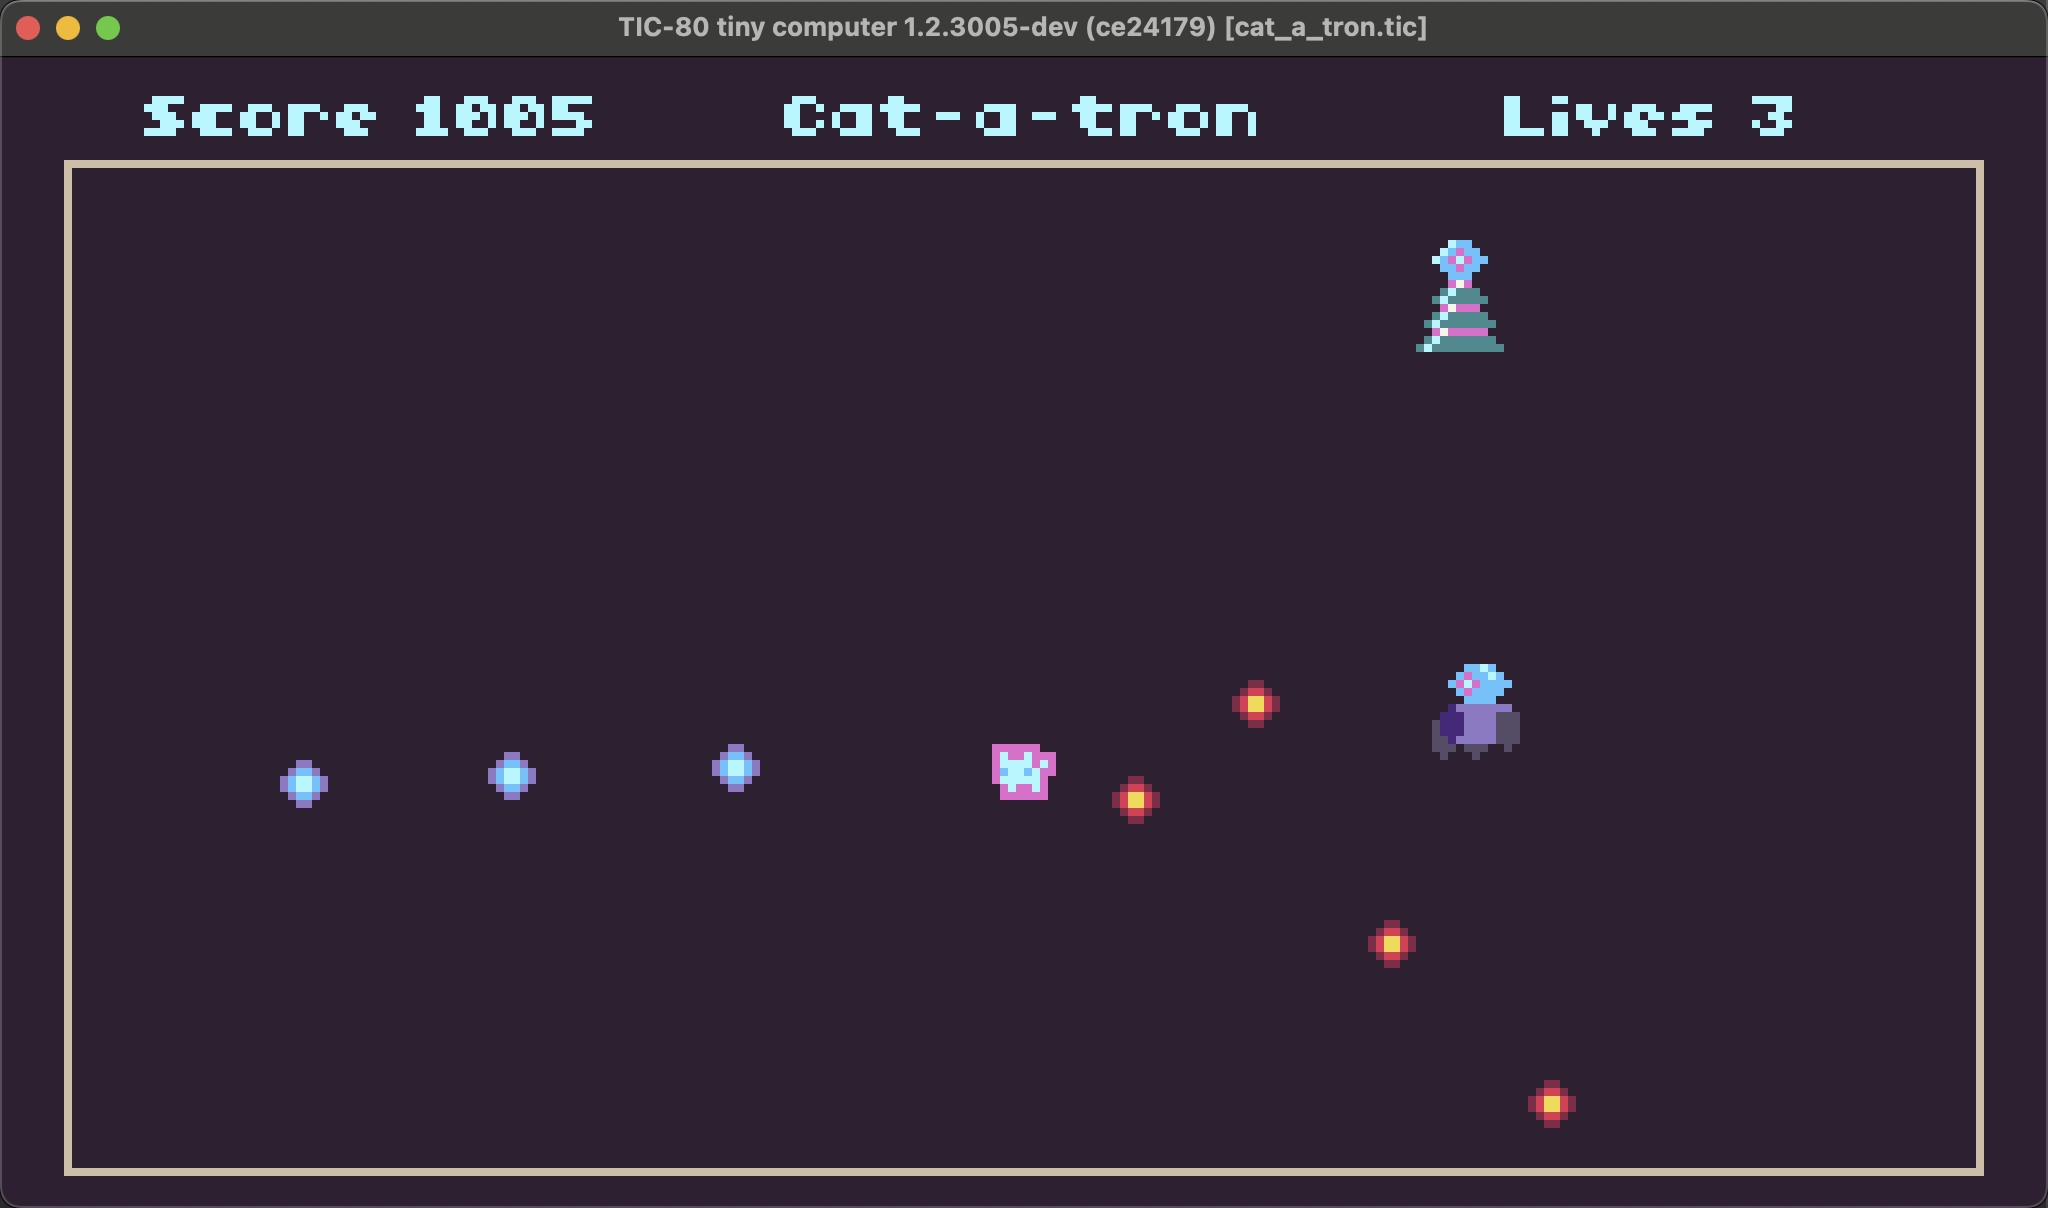 TIC-80 tiny computer 1.2.3005-dev (ce24179) [cat_a_tron.tic]
Score 1005 Cat-a-tron Lives 3